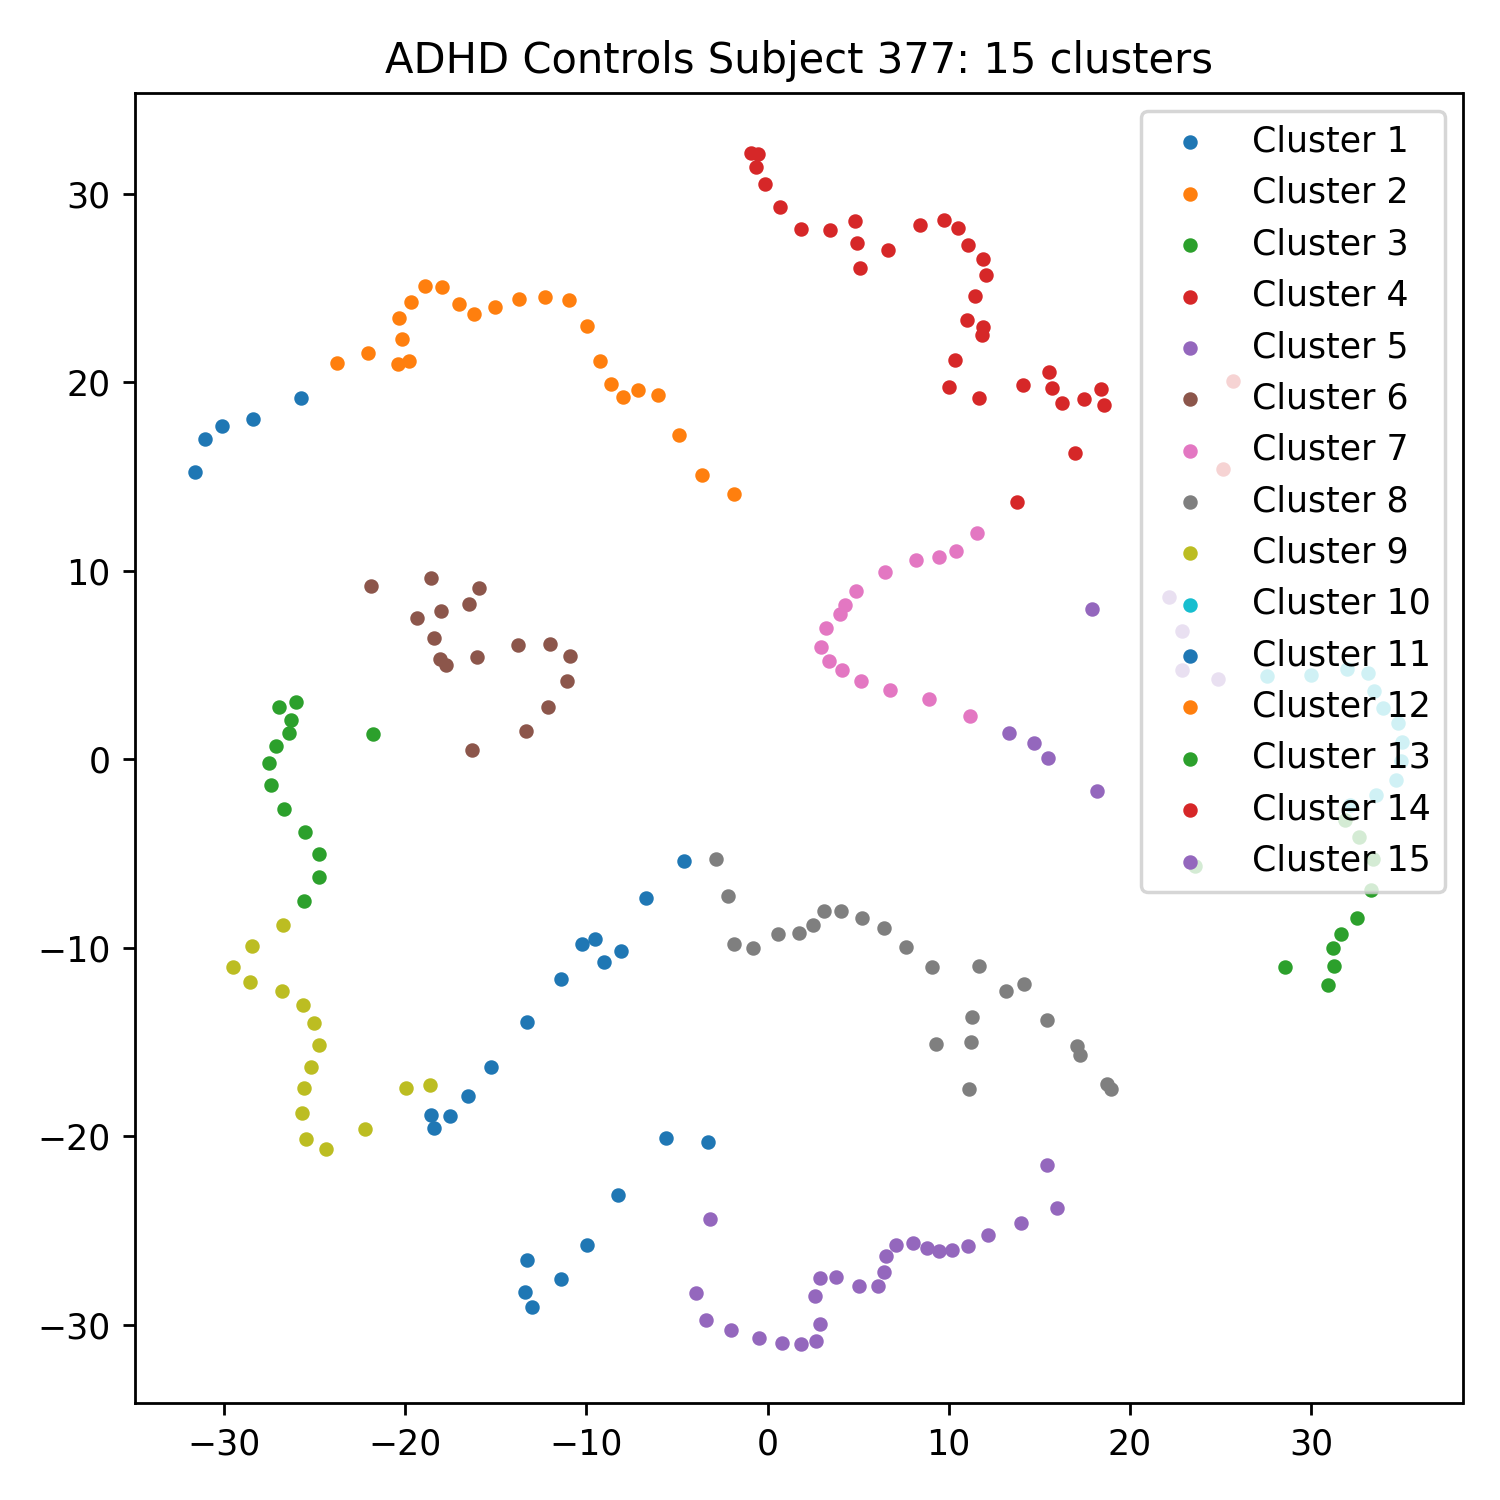 ADHD Controls Subject 377: 15 clusters
Cluster 1
Cluster 2
Cluster 3
Cluster 4
Cluster 5
Cluster 6
Cluster 7
Cluster 8
Cluster 9
Cluster 10
Cluster 11
Cluster 12
Cluster 13
Cluster 14
Cluster 15
30
20
10
0
−10
−20
−30
−30 −20 −10 0 10 20 30